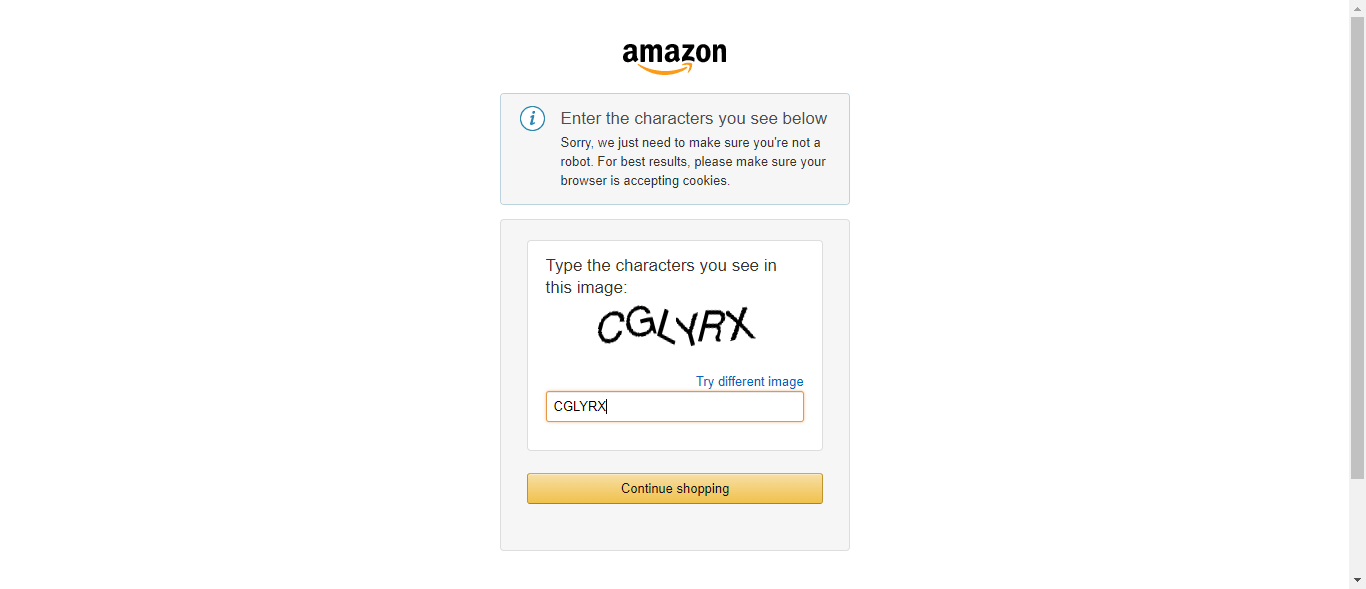 amazon
Enter the characters you see below
Sorry, we just need to make sure you're not a
robot. For best results, please make sure your
browser is accepting cookies.
Type the characters you see in
this image:
CGLYRX
Try different image
CGLYRX
Continue shopping